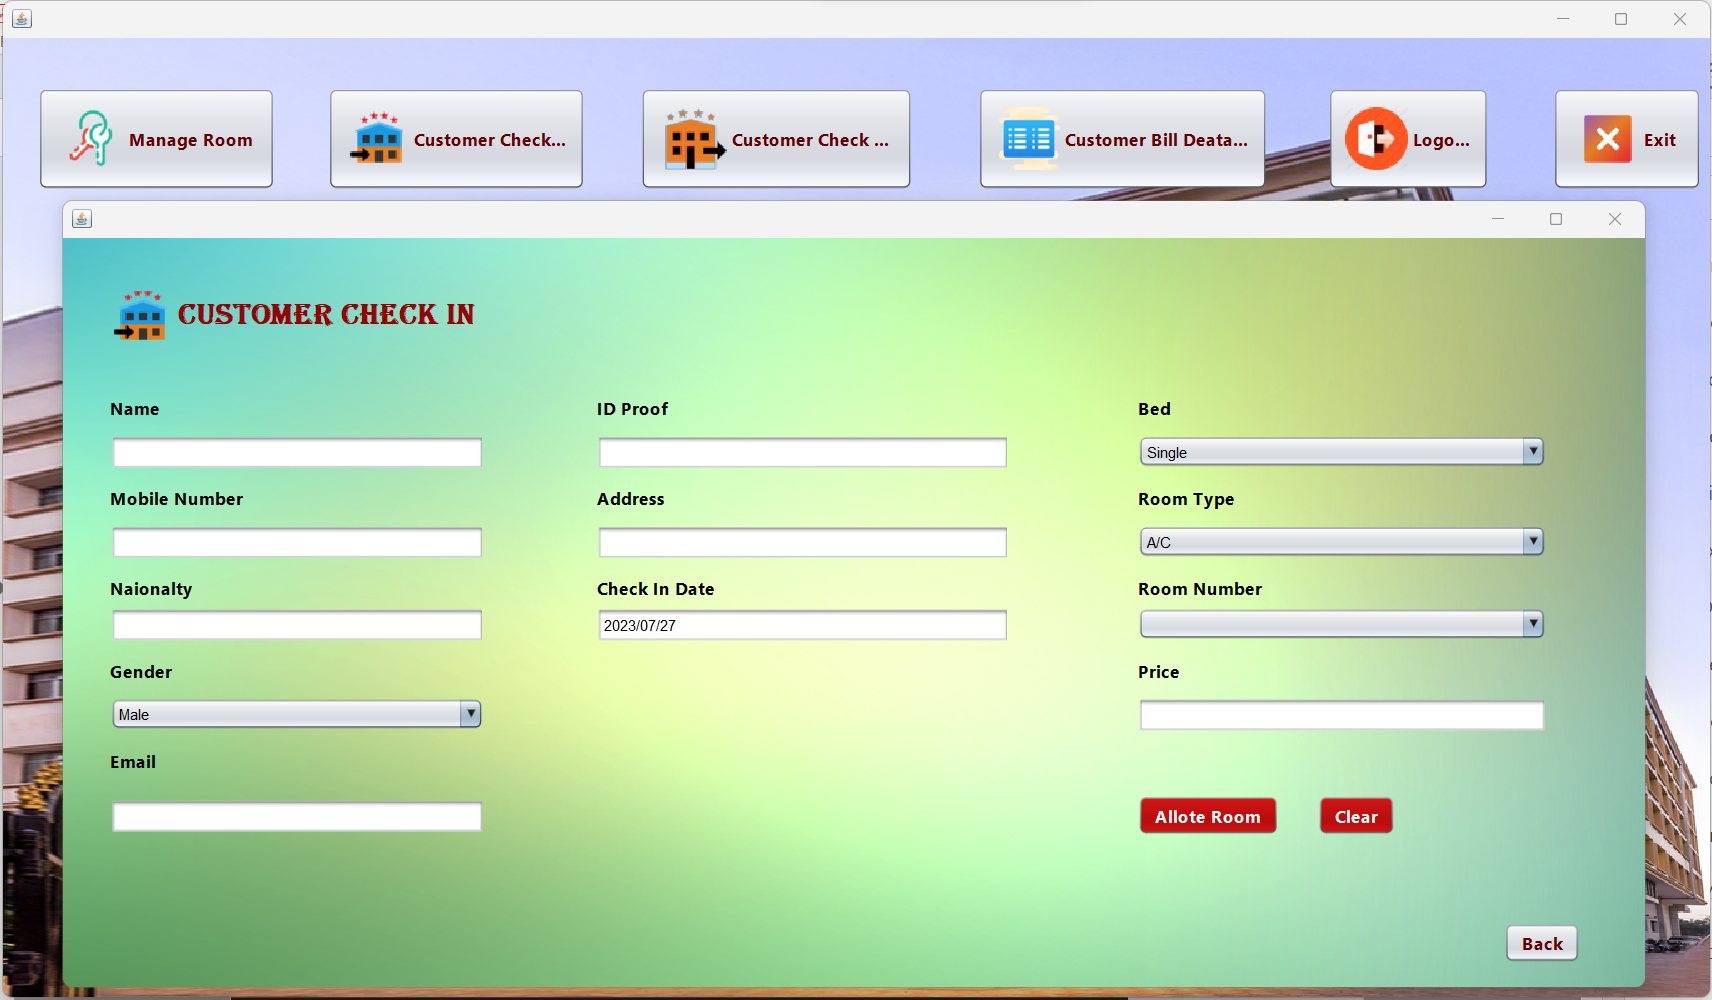 Manage Room
Customer Check...
Customer Check ...
Customer Bill Deata...
Logo...
Exit
CUSTOMER CHECK IN
Name
ID Proof
Bed
Single
Mobile Number
Address
Room Type
A/C
Naionalty
Check In Date
Room Number
2023/07/27
Gender
Price
Male
Email
Allote Room
Clear
Back